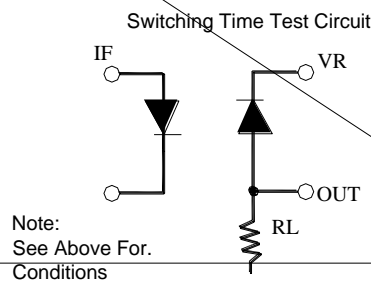 Switching Time Test Circuit
IF
VR
OUT
RL
Note:
See Above For.
Conditions